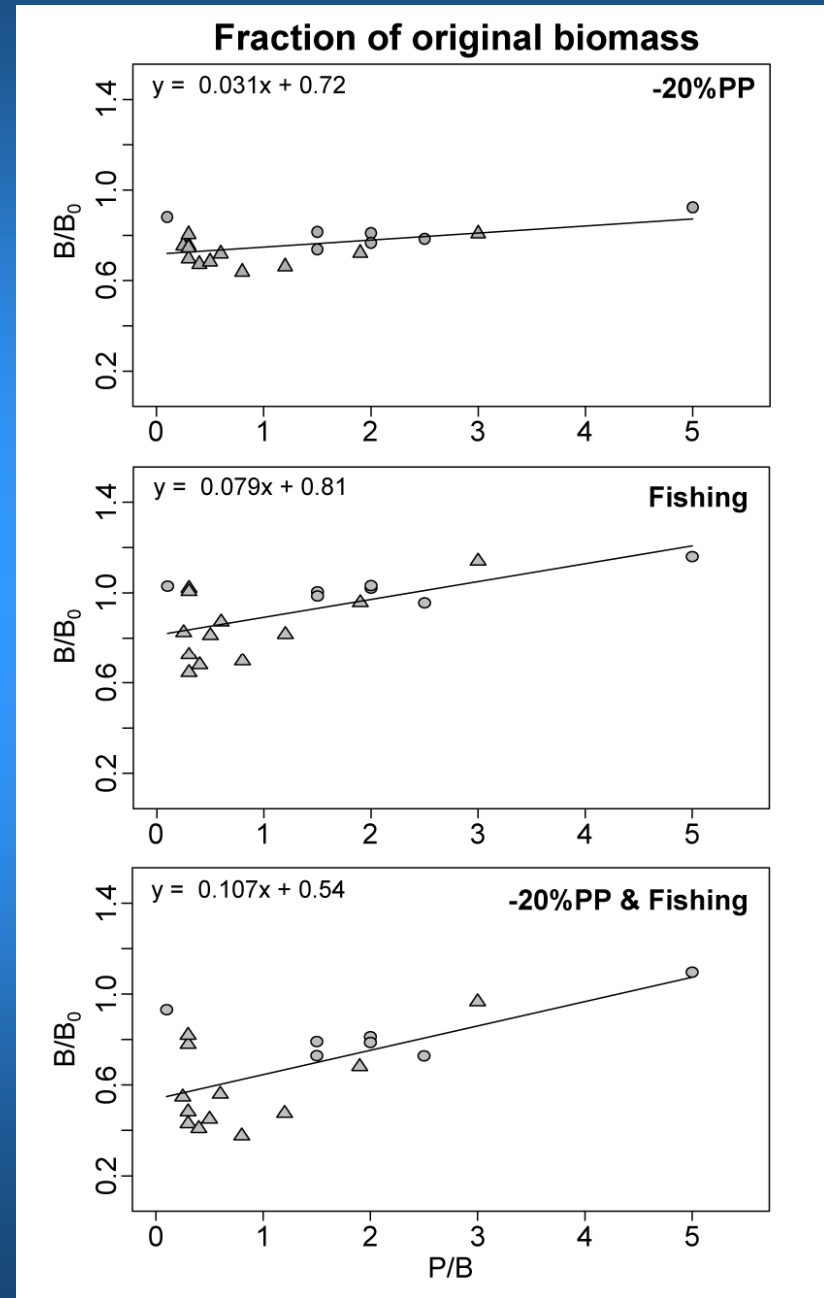 Fraction of original biomass
y = 0.031x + 0.72
-20%PP
1.4
1.0
0.6
0.2
B/B0
0 1 2 3 4 5
y = 0.079x + 0.81
Fishing
1.4
1.0
0.6
0.2
B/B0
0 1 2 3 4 5
y = 0.107x + 0.54
-20%PP & Fishing
1.4
1.0
0.6
0.2
B/B0
0 1 2 3 4 5
P/B